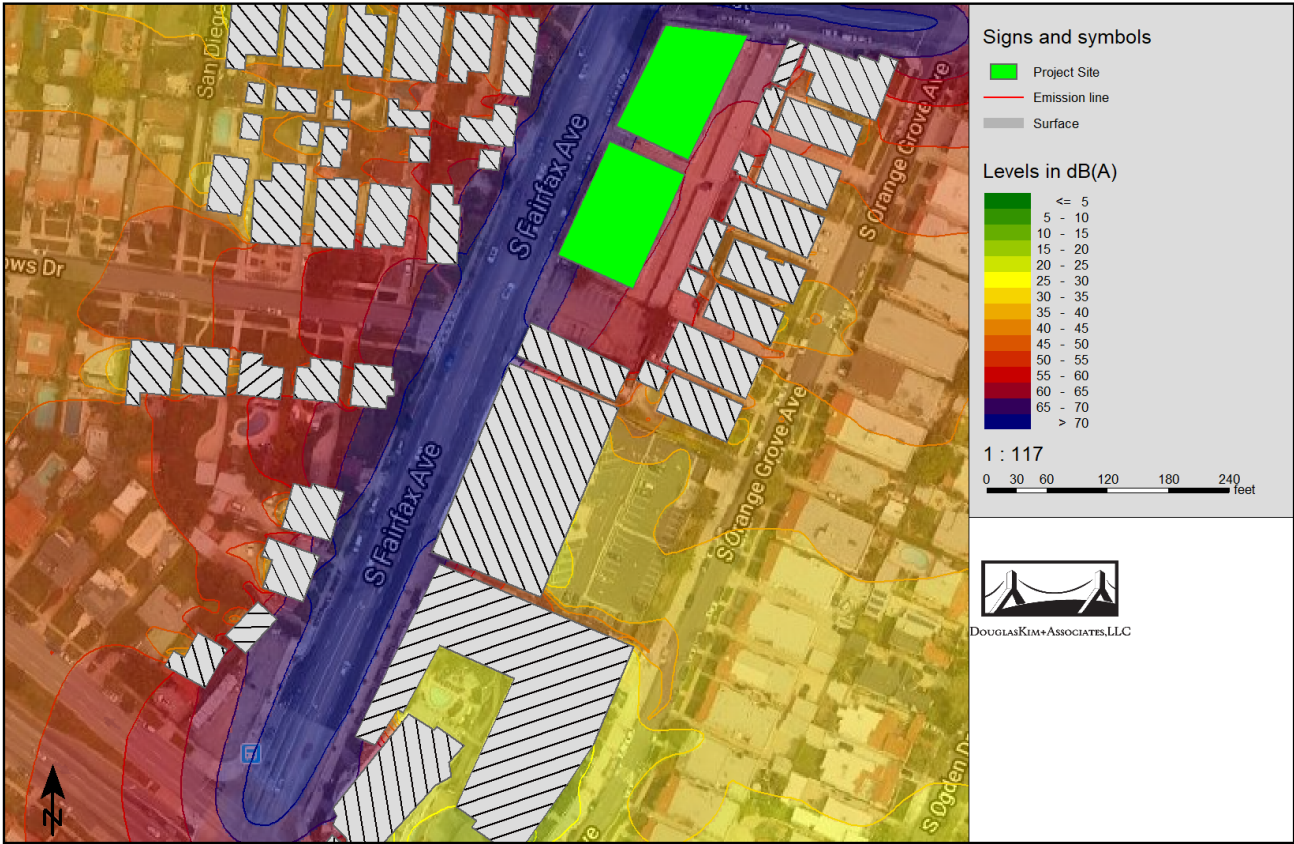 San Diego
S Fairfax Ave
S Orange Grove Ave
ows Dr
S Fairfax Ave
S Orange Grove Ave
S Ogden D
ve
N
Signs and symbols
Project Site
Emission line
Surface
Levels in dB(A)
<= 5
5 - 10
10 - 15
15 - 20
20 - 25
25 - 30
30 - 35
35 - 40
40 - 45
45 - 50
50 - 55
55 - 60
60 - 65
65 - 70
> 70
1 : 117
0 30 60 120 180 240
feet
DOUGLASKIM+ASSOCIATES,LLC